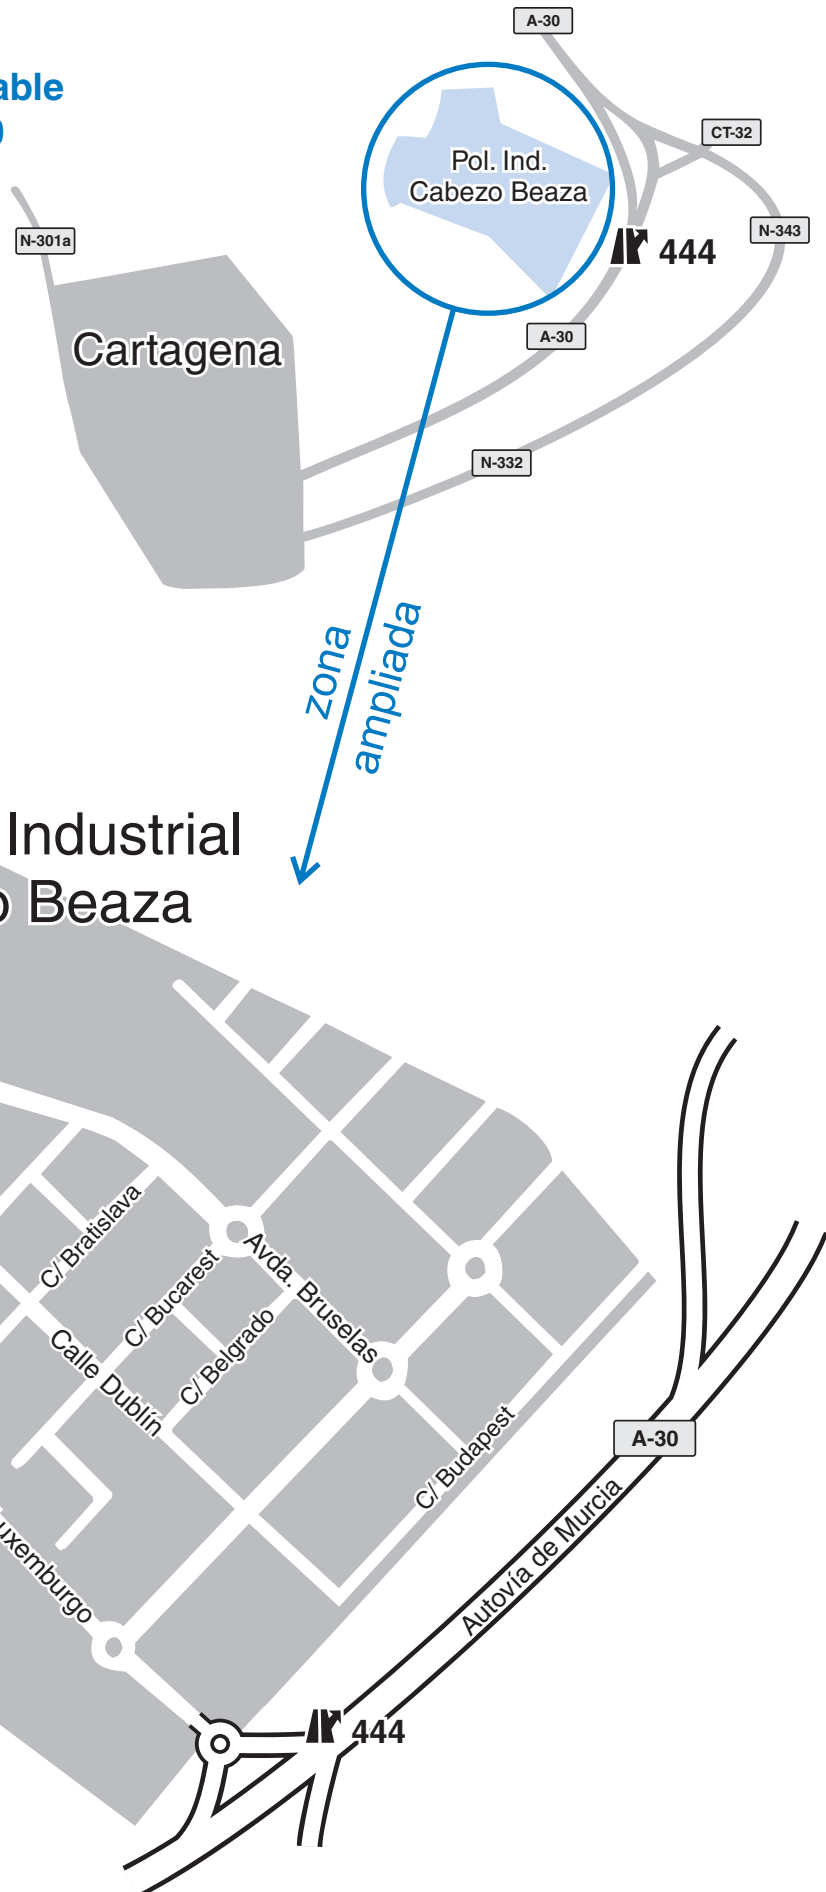 A-30
able
CT-32
Pol. Ind.
Cabezo Beaza
N-301a
N-343
444
A-30
Cartagena
N-332
zona
ampliada
Industrial
o Beaza
C/ Bratislava
C/ Bucarest
Avda. Bruselas
C/ Belgrado
Calle Dublín
C/ Budapest
A-30
Autovía de Murcia
uxemburgo
444